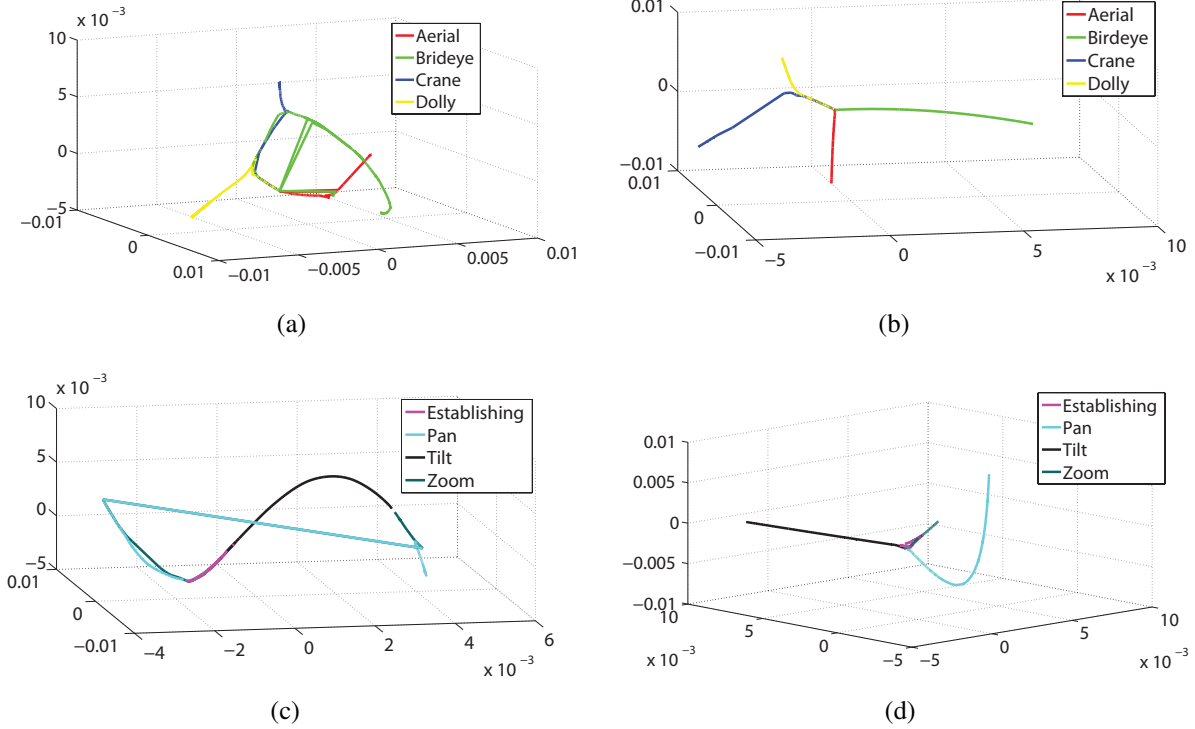 x 10 -3
10
5
0
-5
-0.01
0
0.01
-0.01
-0.005
0
0.005
0.01
Aerial
Brideye
Crane
Dolly
(a)
0.01
0
-0.01
0.01
0
-0.01
-5
0
5
10
x 10 -3
Aerial
Birdeye
Crane
Dolly
(b)
x 10 -3
10
5
0
-5
0.01
0
-0.01
-4
-2
0
2
4
6
x 10 -3
Establishing
Pan
Tilt
Zoom
(c)
0.01
0.005
0
-0.005
-0.01
10
5
0
-5
x 10 -3
-5
0
5
10
x 10 -3
Establishing
Pan
Tilt
Zoom
(d)